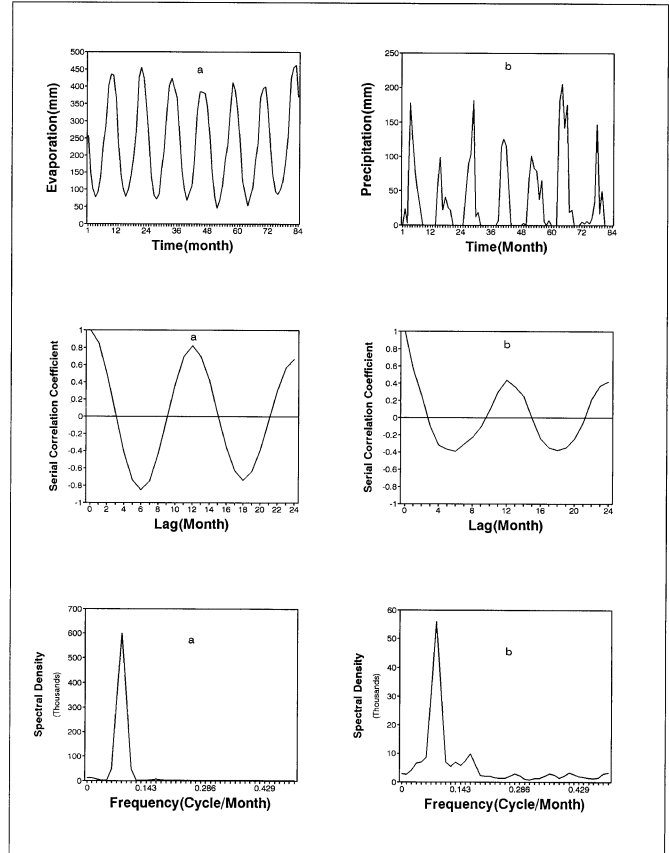 a
Evaporation(mm)
500
450
400
350
300
250
200
150
100
50
0
1 12 24 36 48 60 72 84
Time(month)
b
Precipitation(mm)
250
200
150
100
50
0
1 12 24 36 48 60 72 84
Time(Month)
a
Serial Correlation Coefficient
1
0.8
0.6
0.4
0.2
0
-0.2
-0.4
-0.6
-0.8
-1
0 2 4 6 8 10 12 14 16 18 20 22 24
Lag(Month)
b
Serial Correlation Coefficient
1
0.8
0.6
0.4
0.2
0
-0.2
-0.4
-0.6
-0.8
-1
0 4 8 12 16 20 24
Lag(Month)
a
Spectral Density
(Thousands)
700
600
500
400
300
200
100
0
0 0.143 0.286 0.429
Frequency(Cycle/Month)
b
Spectral Density
(Thousands)
60
50
40
30
20
10
0
0 0.143 0.286 0.429
Frequency(Cycle/Month)